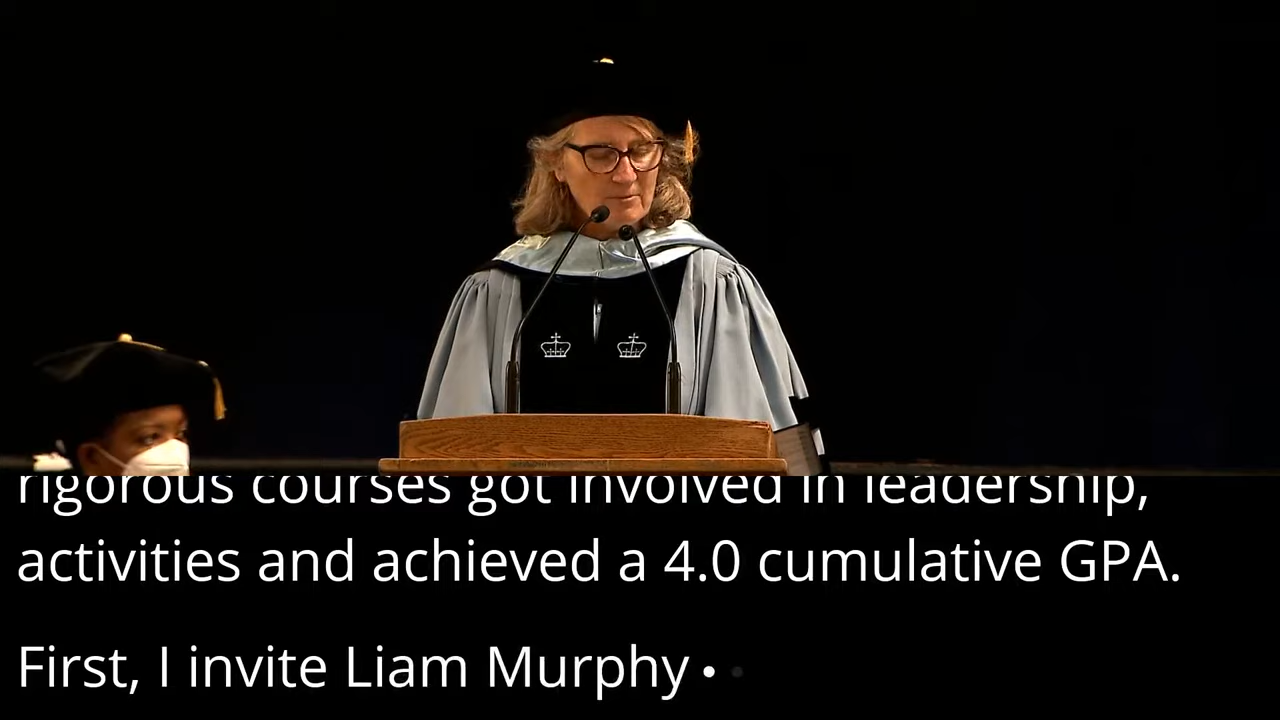 rigorous courses got involved in leadership,
activities and achieved a 4.0 cumulative GPA.
First, I invite Liam Murphy